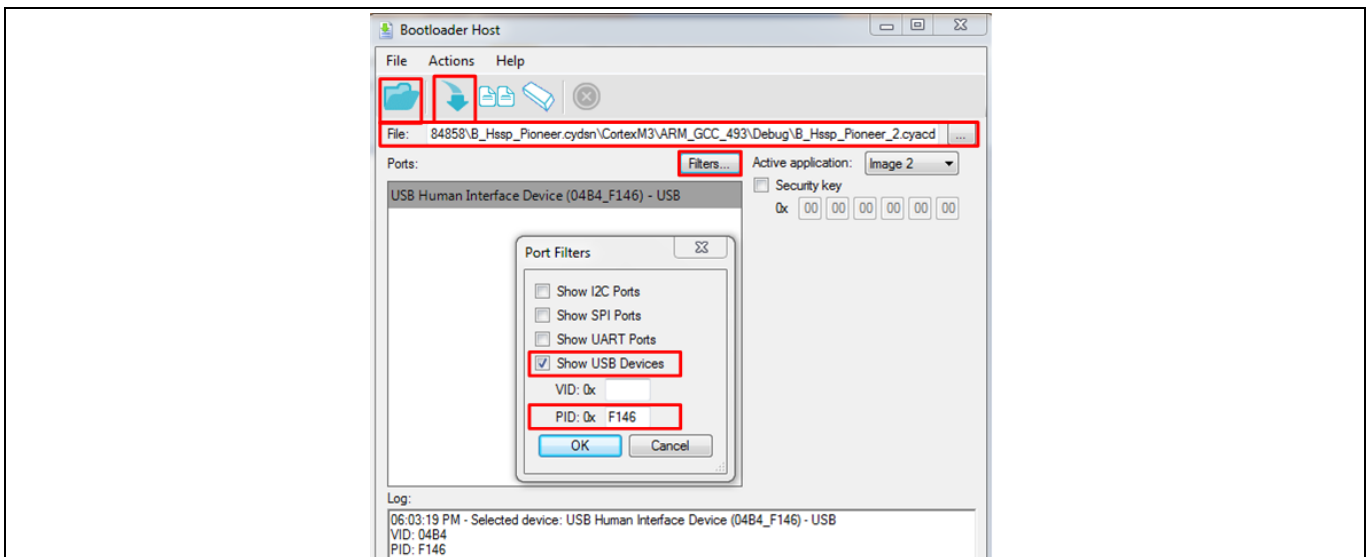 Bootloader Host
File Actions Help
File: 84858\B_Hssp_Pioneer.cydsn\CortexM3\ARM_GCC_493\Debug\B_Hssp_Pioneer_2.cyacd ...
Ports: Filters... Active application: Image 2
Security key
0x 00 00 00 00 00 00
USB Human Interface Device (04B4_F146) - USB
Port Filters
Show I2C Ports
Show SPI Ports
Show UART Ports
Show USB Devices
VID: 0x
PID: 0x F146
OK Cancel
Log:
06:03:19 PM - Selected device: USB Human Interface Device (04B4_F146) - USB
VID: 04B4
PID: F146